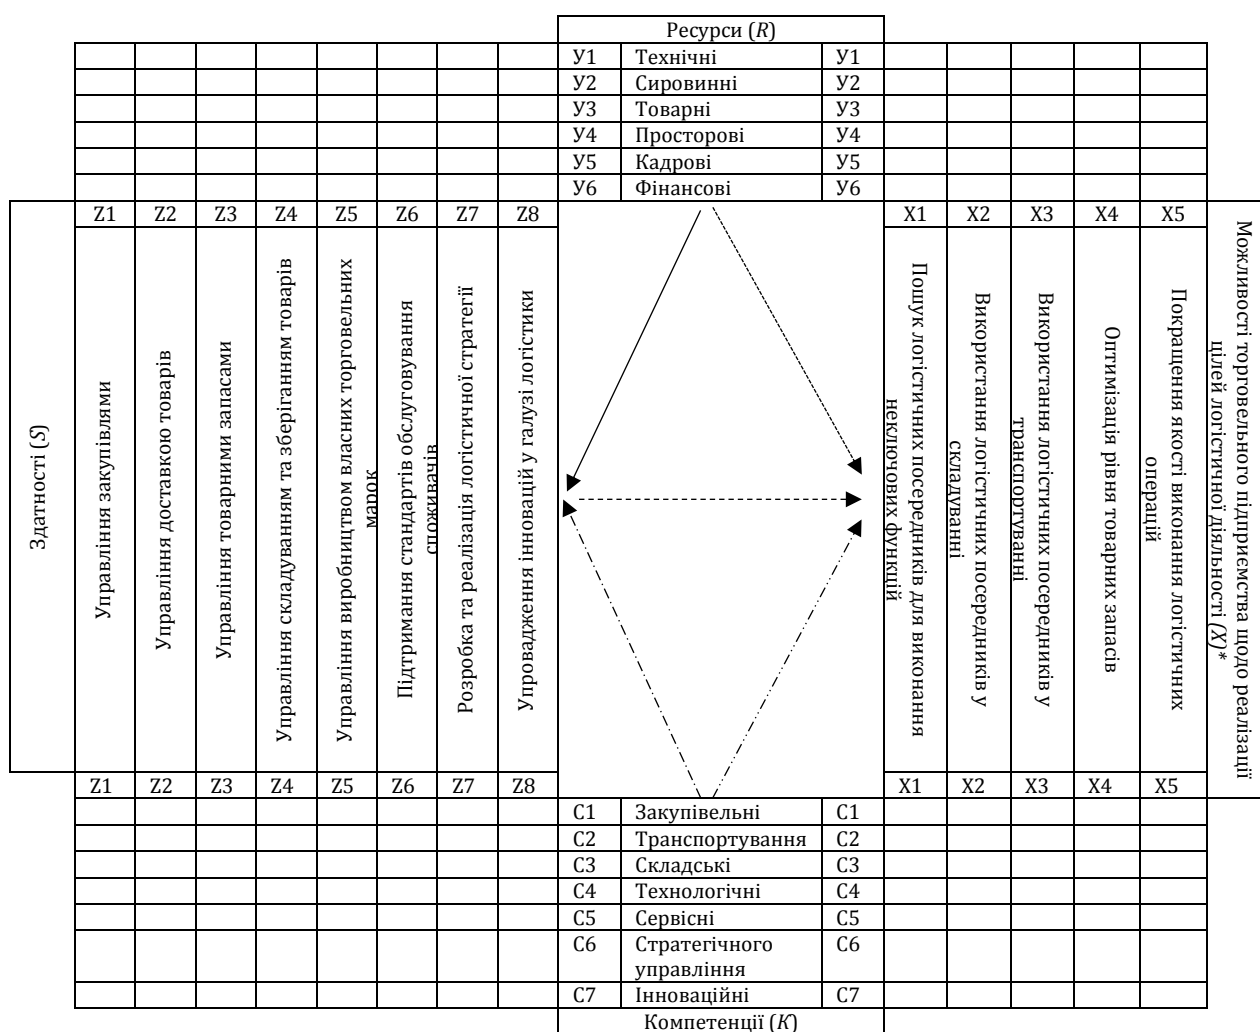 Ресурси (R)
У1 Технічні У1
У2 Сировинні У2
У3 Товарні У3
У4 Просторові У4
У5 Кадрові У5
У6 Фінансові У6
Z1 Z2 Z3 Z4 Z5 Z6 Z7 Z8 X1 X2 X3 X4 X5
Здатності (S)
Управління закупівлями
Управління доставкою товарів
Управління товарними запасами
Управління складуванням та зберіганням товарів
Управління виробництвом власних торговельних
марок
Підтримання стандартів обслуговування
споживачів
Розробка та реалізація логістичної стратегії
Упровадження інновацій у галузі логістики
Пошук логістичних посередників для виконання
неключових функцій
Використання логістичних посередників у
складуванні
Використання логістичних посередників у
транспортуванні
Оптимізація рівня товарних запасів
Покращення якості виконання логістичних
операцій
Можливості торговельного підприємства щодо реалізації
цілей логістичної діяльності (X)*
Z1 Z2 Z3 Z4 Z5 Z6 Z7 Z8 X1 X2 X3 X4 X5
С1 Закупівельні С1
С2 Транспортування С2
С3 Складські С3
С4 Технологічні С4
С5 Сервісні С5
С6 Стратегічного С6
управління
С7 Інноваційні С7
Компетенції (K)